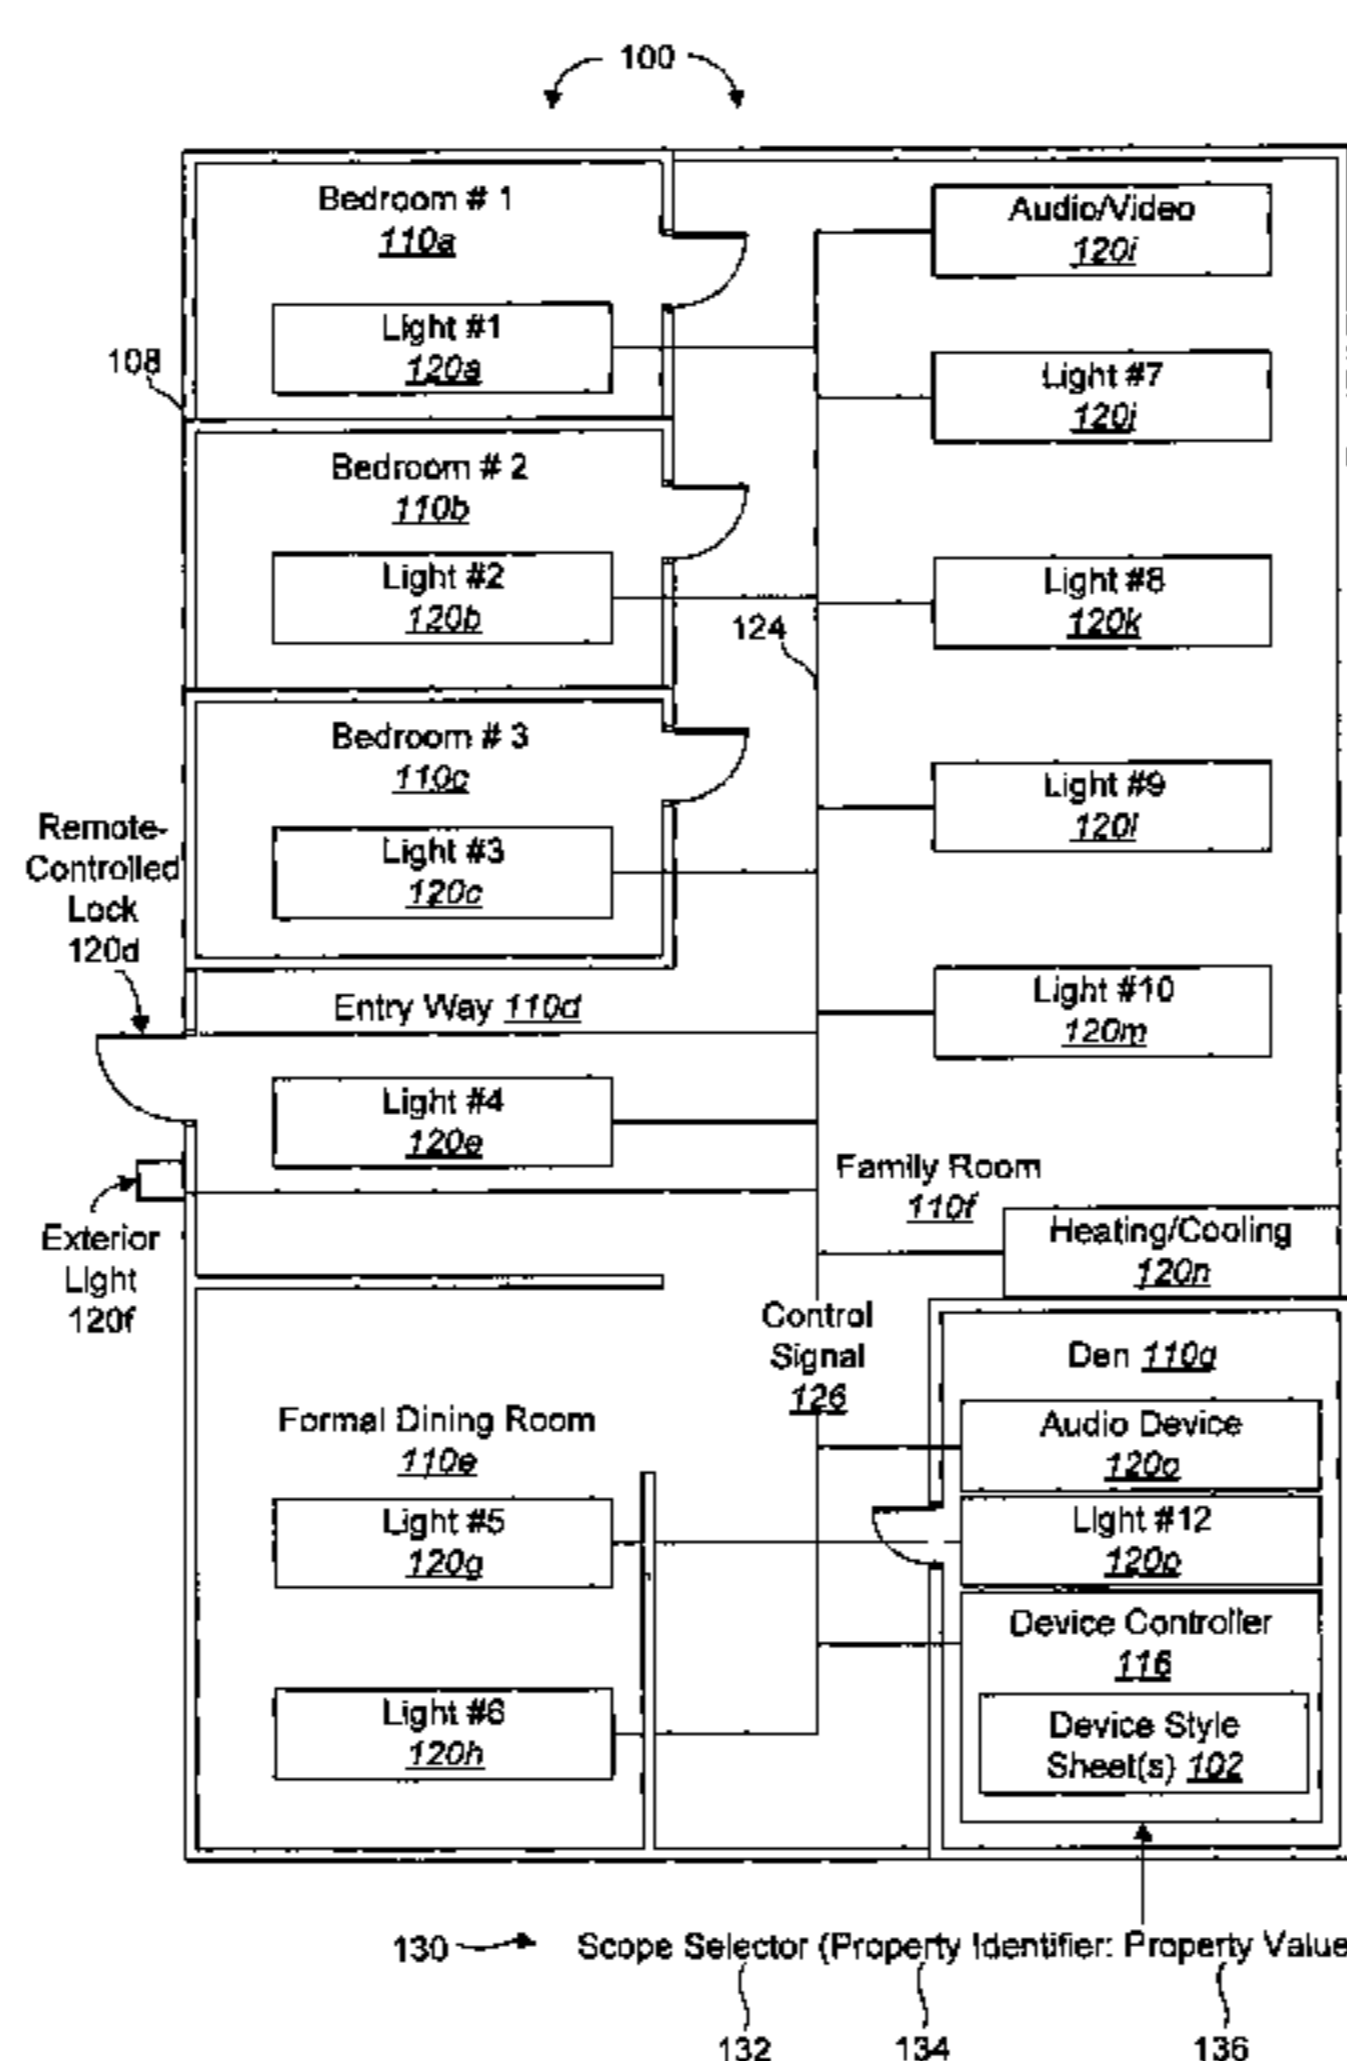 100
Bedroom # 1
110a
Light #1
120a
108
Bedroom # 2
110b
Light #2
120b
Bedroom # 3
110c
Light #3
120c
Remote-
Controlled
Lock
120d
Entry Way 110d
Light #4
120e
Exterior
Light
120f
Formal Dining Room
110e
Light #5
120g
Light #6
120h
Audio/Video
120i
Light #7
120j
Light #8
120k
124
Light #9
120l
Light #10
120m
Family Room
110f
Heating/Cooling
120n
Control
Signal
126
Den 110g
Audio Device
120o
Light #12
120p
Device Controller
116
Device Style
Sheet(s) 102
130 Scope Selector (Property Identifier: Property Value
132 134 136